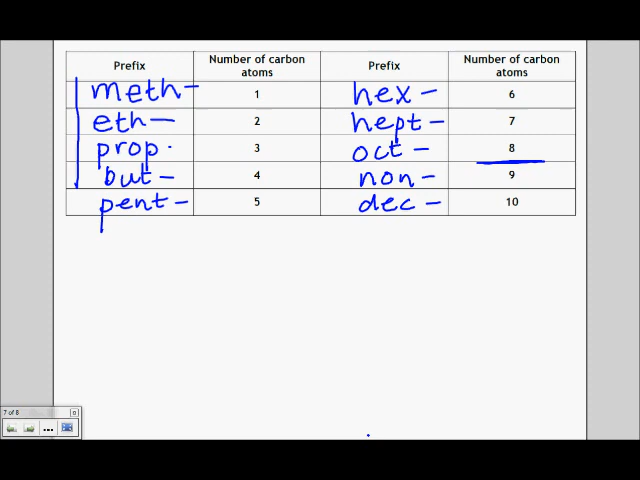 Prefix Number of carbon atoms Prefix Number of carbon atoms
meth- 1 hex- 6
eth- 2 hept- 7
prop- 3 oct- 8
but- 4 non- 9
pent- 5 dec- 10
7 of 8